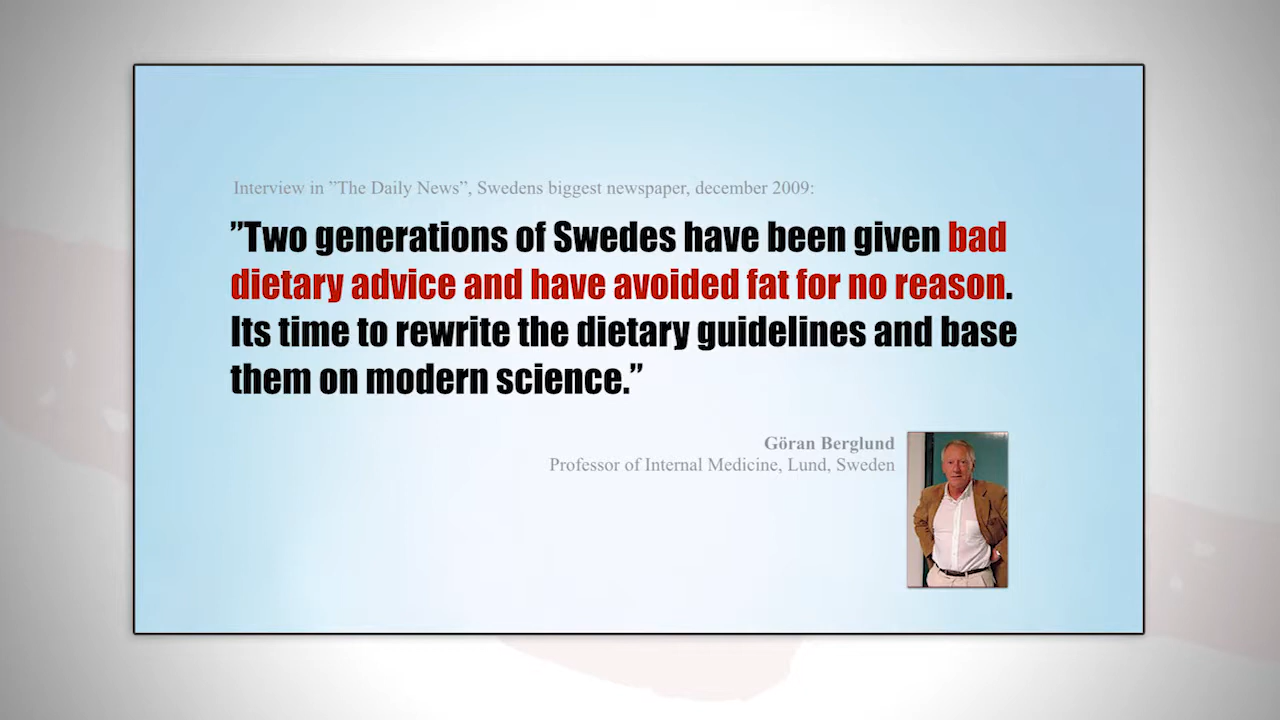 Interview in ”The Daily News”, Swedens biggest newspaper, december 2009:
”Two generations of Swedes have been given bad
dietary advice and have avoided fat for no reason.
Its time to rewrite the dietary guidelines and base
them on modern science.”
Göran Berglund
Professor of Internal Medicine, Lund, Sweden